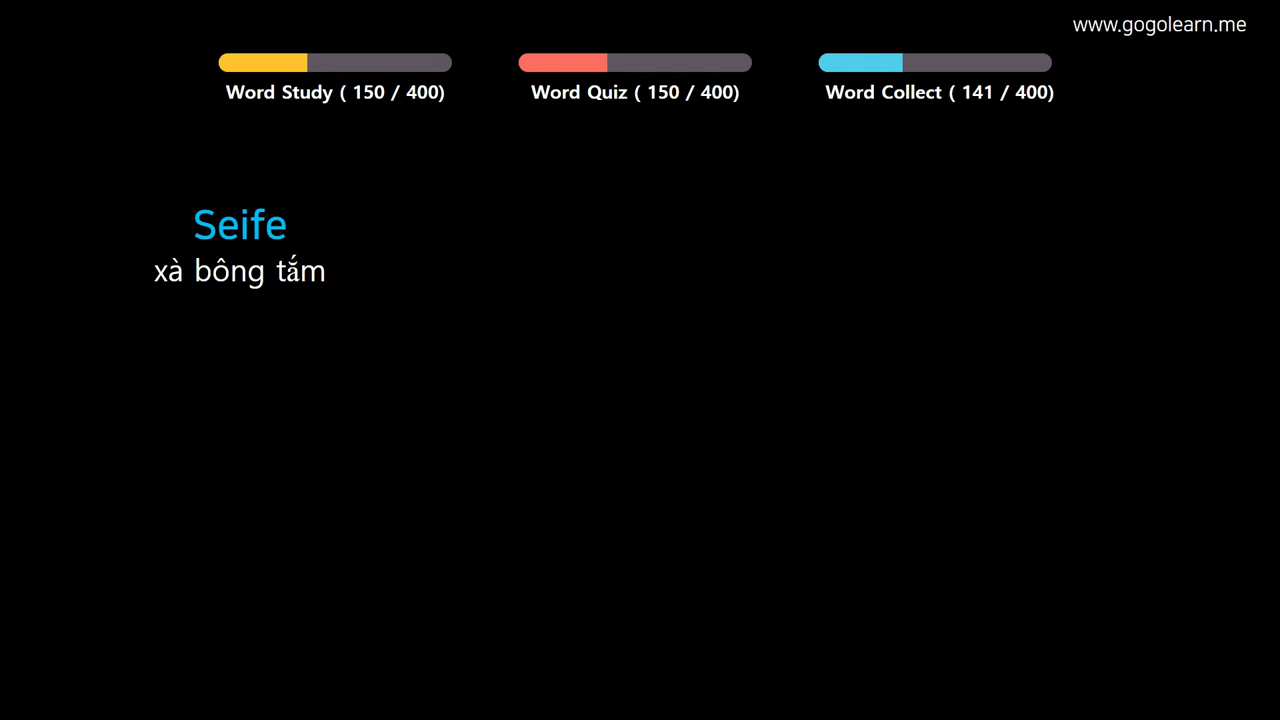 www.gogolearn.me
Word Study ( 150 / 400)
Word Quiz ( 150 / 400)
Word Collect ( 141 / 400)
Seife
xà bông tắm